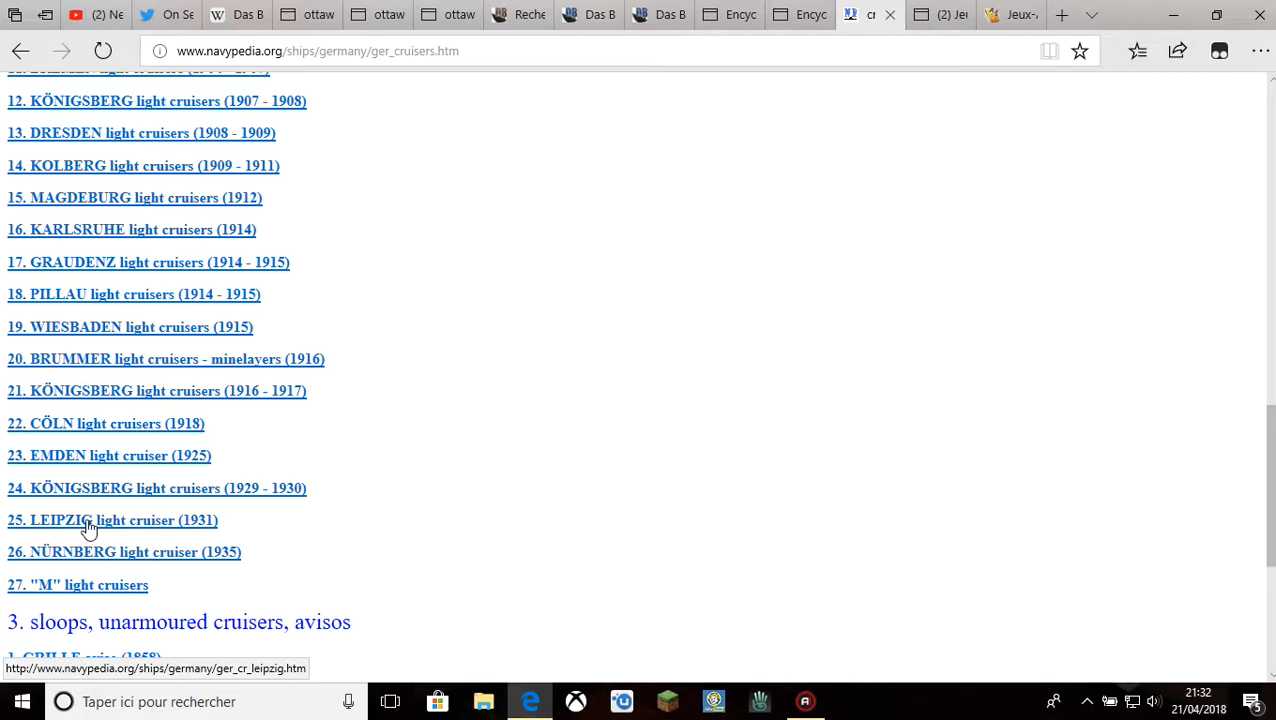 (2) Ne
On Se
Das B
ottaw
ottaw
ottaw
Reche
Das B
Das B
Encyc
Encyc
cr
(2) Jeu
Jeux-A
www.navypedia.org/ships/germany/ger_cruisers.htm
12. KÖNIGSBERG light cruisers (1907 - 1908)
13. DRESDEN light cruisers (1908 - 1909)
14. KOLBERG light cruisers (1909 - 1911)
15. MAGDEBURG light cruisers (1912)
16. KARLSRUHE light cruisers (1914)
17. GRAUDENZ light cruisers (1914 - 1915)
18. PILLAU light cruisers (1914 - 1915)
19. WIESBADEN light cruisers (1915)
20. BRUMMER light cruisers - minelayers (1916)
21. KÖNIGSBERG light cruisers (1916 - 1917)
22. CÖLN light cruisers (1918)
23. EMDEN light cruiser (1925)
24. KÖNIGSBERG light cruisers (1929 - 1930)
25. LEIPZIG light cruiser (1931)
26. NÜRNBERG light cruiser (1935)
27. "M" light cruisers
3. sloops, unarmoured cruisers, avisos
1. GRILLE aviso (1858)
http://www.navypedia.org/ships/germany/ger_cr_leipzig.htm
Taper ici pour rechercher
21:32
21/04/2018
5